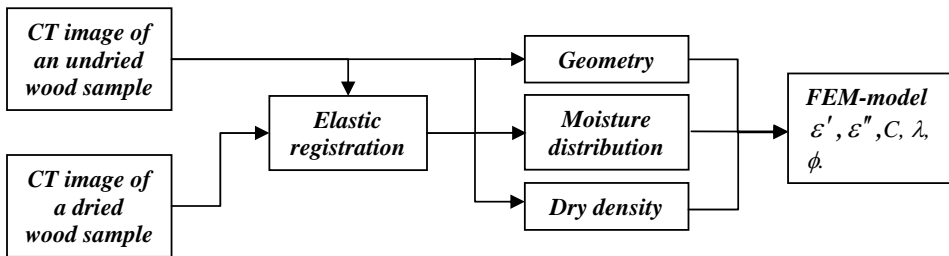 CT image of
an undried
wood sample
CT image of
a dried
wood sample
Elastic
registration
Geometry
Moisture
distribution
Dry density
FEM-model
ε', ε'', C, λ,
ϕ.